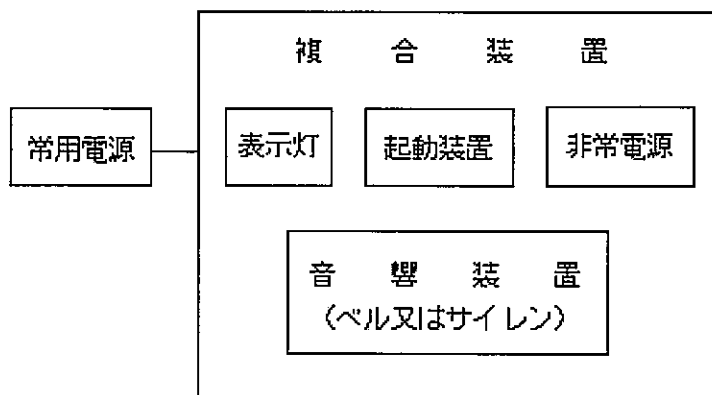 複合装置
常用電源
表示灯
起動装置
非常電源
音響装置
(ベル又はサイレン)